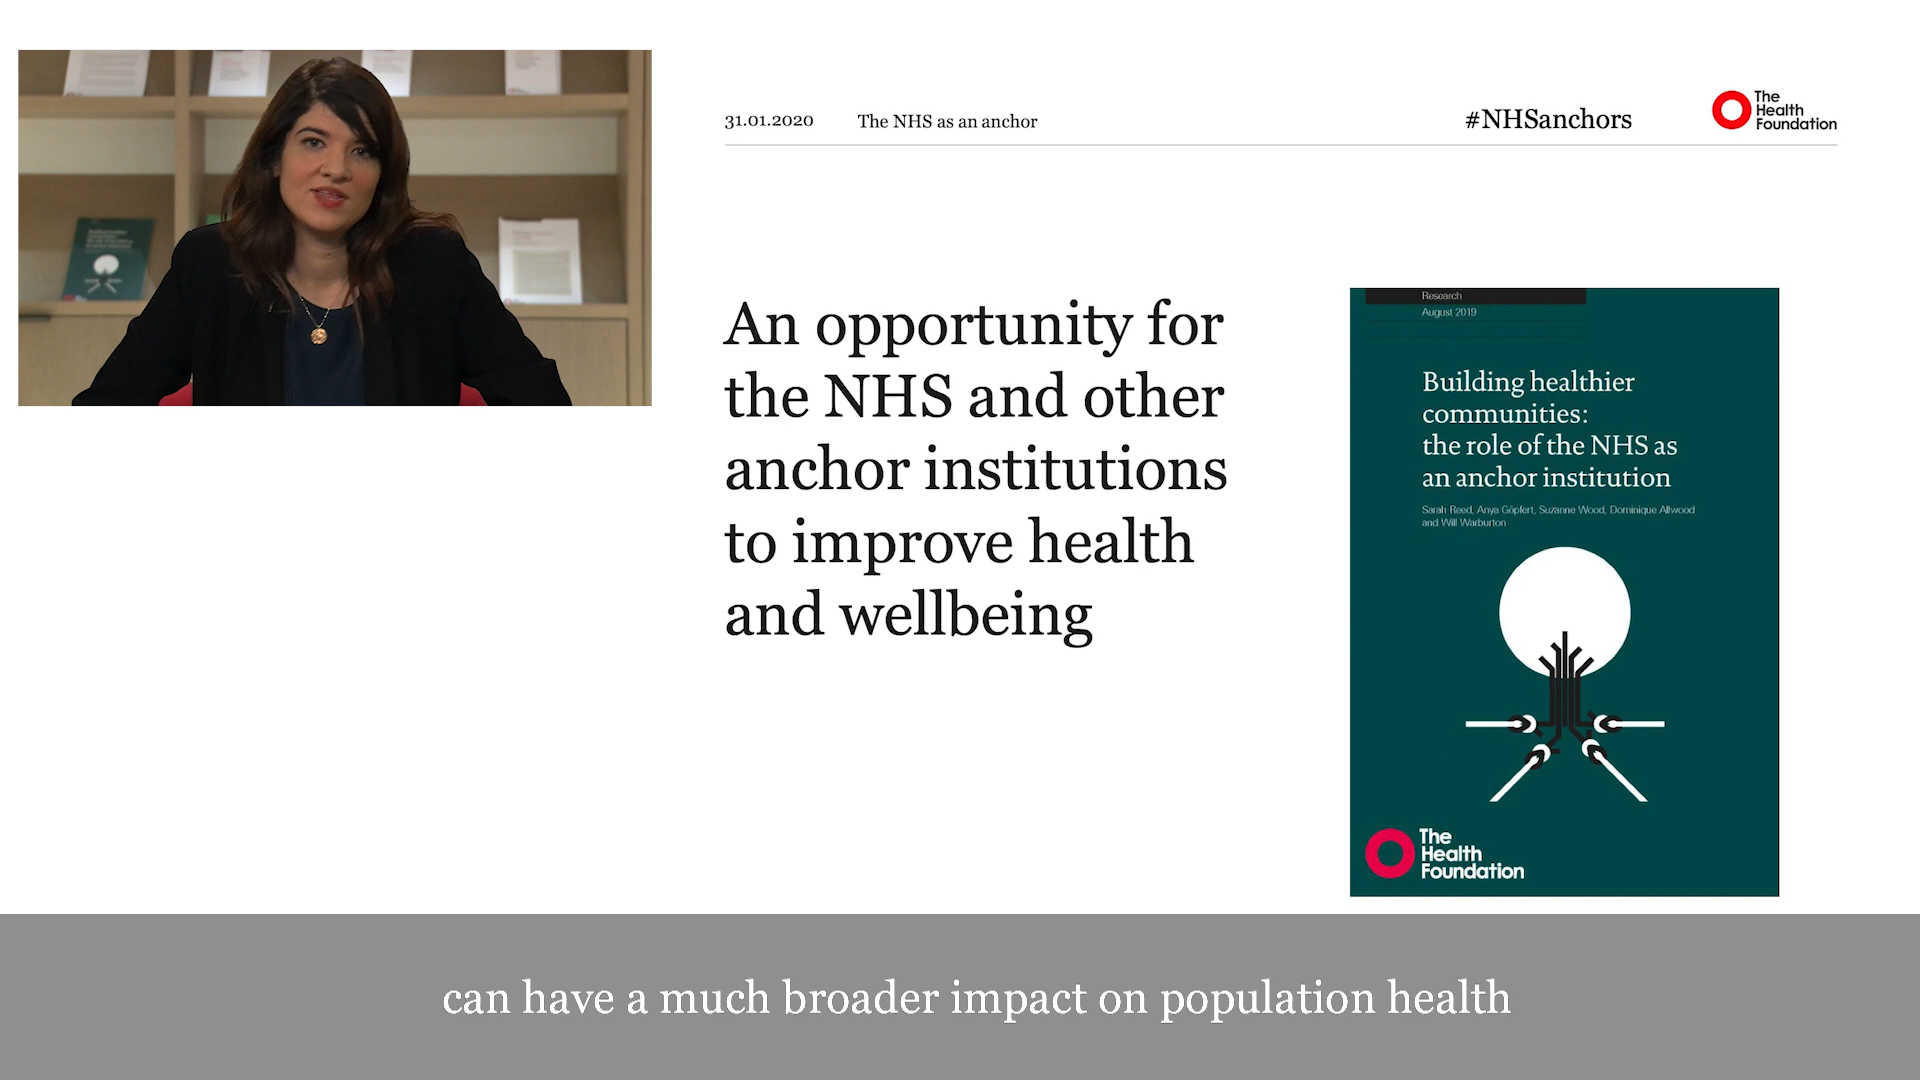 31.01.2020
The NHS as an anchor
#NHSanchors
The
Health
Foundation
An opportunity for
the NHS and other
anchor institutions
to improve health
and wellbeing
Research
August 2019
Building healthier
communities:
the role of the NHS as
an anchor institution
Sarah Reed, Anya Göpfert, Suzanne Wood, Dominique Allwood
and Will Warburton
The
Health
Foundation
can have a much broader impact on population health